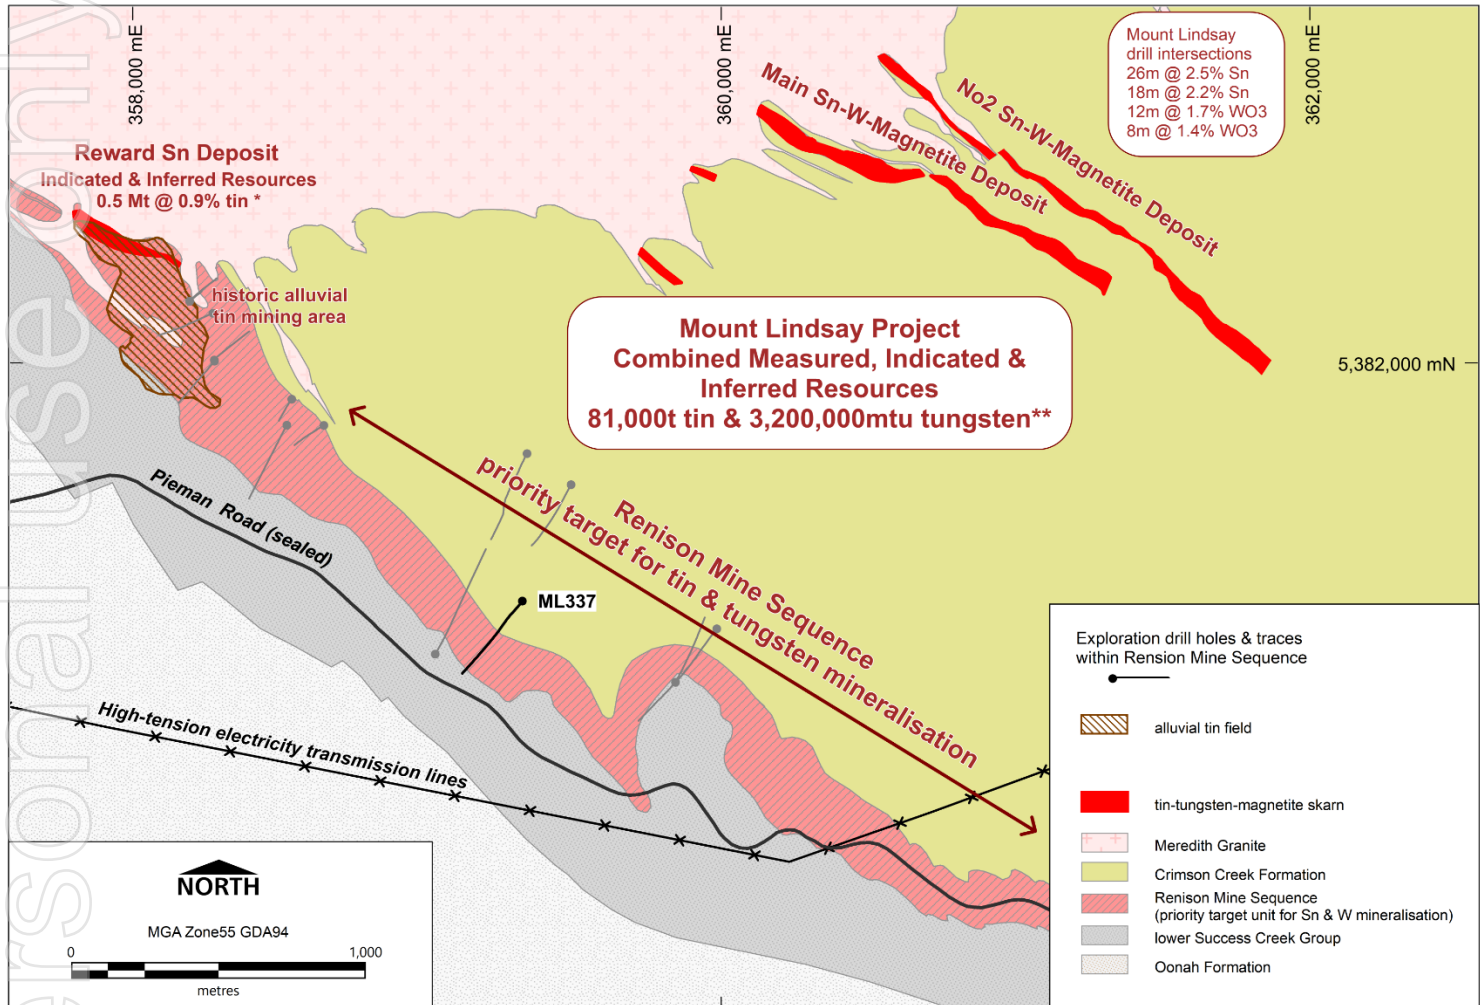 ersonal use only
358,000 mE
360,000 mE
362,000 mE
Mount Lindsay
drill intersections
26m @ 2.5% Sn
18m @ 2.2% Sn
12m @ 1.7% WO3
8m @ 1.4% WO3
Main Sn-W-Magnetite Deposit
No2 Sn-W-Magnetite Deposit
Reward Sn Deposit
Indicated & Inferred Resources
0.5 Mt @ 0.9% tin *
historic alluvial
tin mining area
Mount Lindsay Project
Combined Measured, Indicated &
Inferred Resources
81,000t tin & 3,200,000mtu tungsten**
5,382,000 mN
Pieman Road (sealed)
Renison Mine Sequence
priority target for tin & tungsten mineralisation
ML337
High-tension electricity transmission lines
NORTH
MGA Zone55 GDA94
0 1,000
metres
Exploration drill holes & traces
within Rension Mine Sequence
alluvial tin field
tin-tungsten-magnetite skarn
Meredith Granite
Crimson Creek Formation
Renison Mine Sequence
(priority target unit for Sn & W mineralisation)
lower Success Creek Group
Oonah Formation